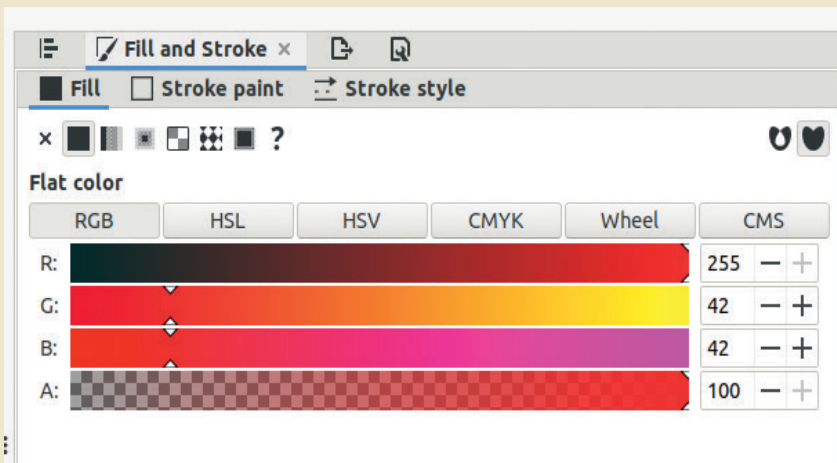 Fill and Stroke ×
Fill Stroke paint Stroke style
× ?
Flat color
RGB HSL HSV CMYK Wheel CMS
R: 255 − +
G: 42 − +
B: 42 − +
A: 100 − +